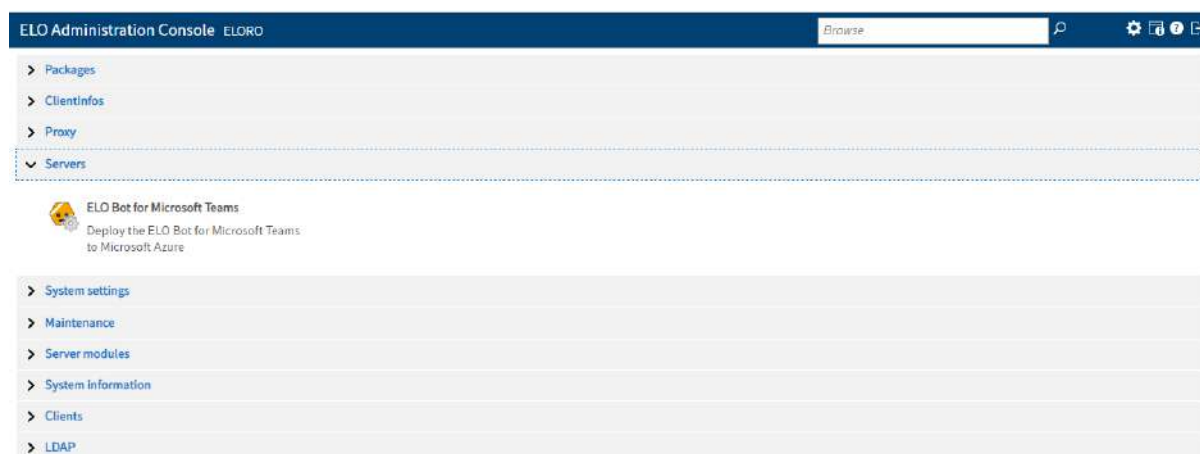 ELO Administration Console ELORO
Browse
Packages
ClientInfos
Proxy
Servers
ELO Bot for Microsoft Teams
Deploy the ELO Bot for Microsoft Teams
to Microsoft Azure
System settings
Maintenance
Server modules
System information
Clients
LDAP